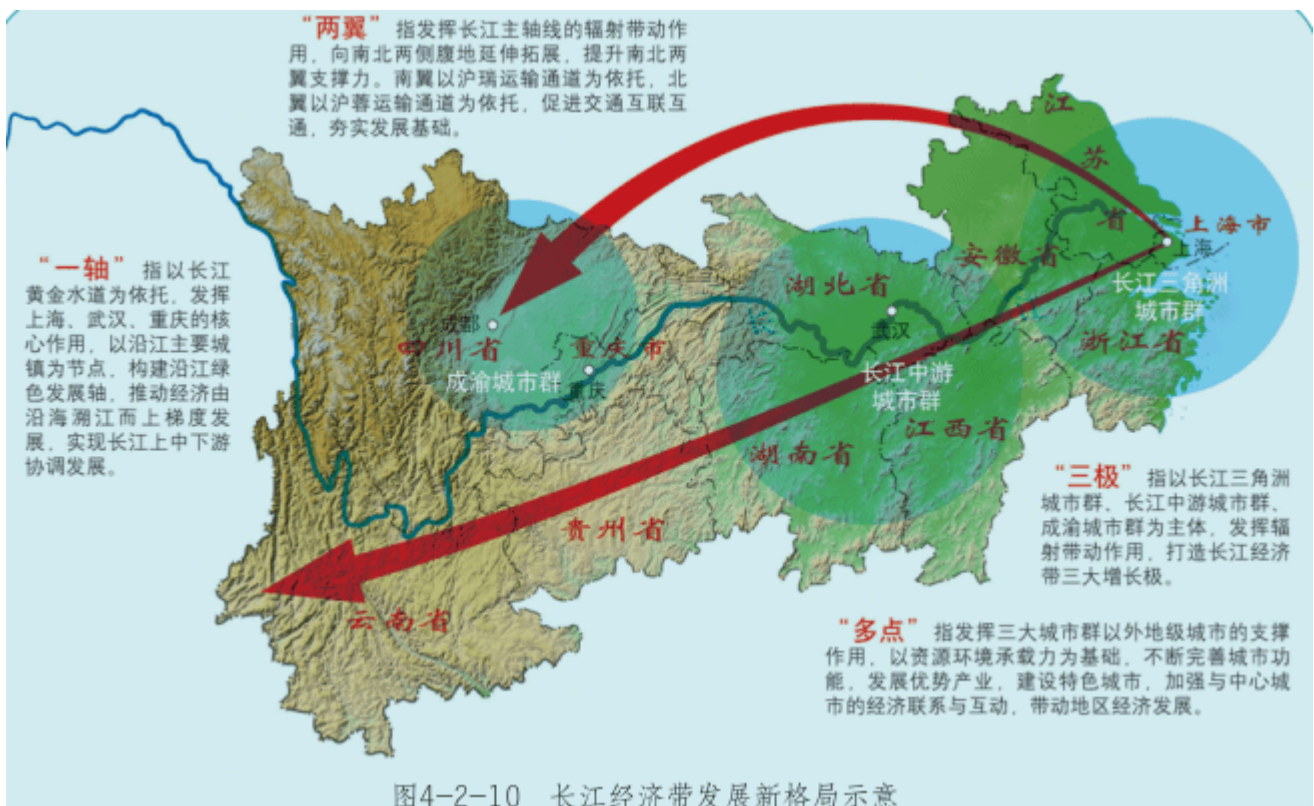 “两翼” 指发挥长江主轴线的辐射带动作
用，向南北两侧腹地延伸拓展，提升南北两
翼支撑力。南翼以沪瑞运输通道为依托，北
翼以沪蓉运输通道为依托，促进交通互联互
通，夯实发展基础。
“一轴” 指以长江
黄金水道为依托，发挥
上海、武汉、重庆的核
心作用，以沿江主要城
镇为节点，构建沿江绿
色发展轴，推动经济由
沿海溯江而上梯度发
展，实现长江上中下游
协调发展。
江苏省
上海市
上海
安徽省
长江三角洲
城市群
浙江省
湖北省
武汉
长江中游
城市群
江西省
湖南省
成都
四川省
重庆市
成渝城市群
重庆
贵州省
云南省
“三极” 指以长江三角洲
城市群、长江中游城市群、
成渝城市群为主体，发挥辐
射带动作用，打造长江经济
带三大增长极。
“多点” 指发挥三大城市群以外地级城市的支撑
作用，以资源环境承载力为基础，不断完善城市功
能，发展优势产业，建设特色城市，加强与中心城
市的经济联系与互动，带动地区经济发展。
图4-2-10 长江经济带发展新格局示意